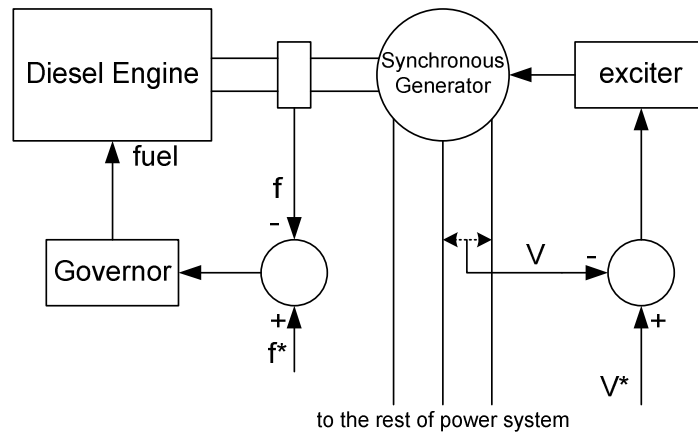 Diesel Engine
Synchronous
Generator
exciter
fuel
f
-
Governor
V
-
+
f*
+
V*
to the rest of power system